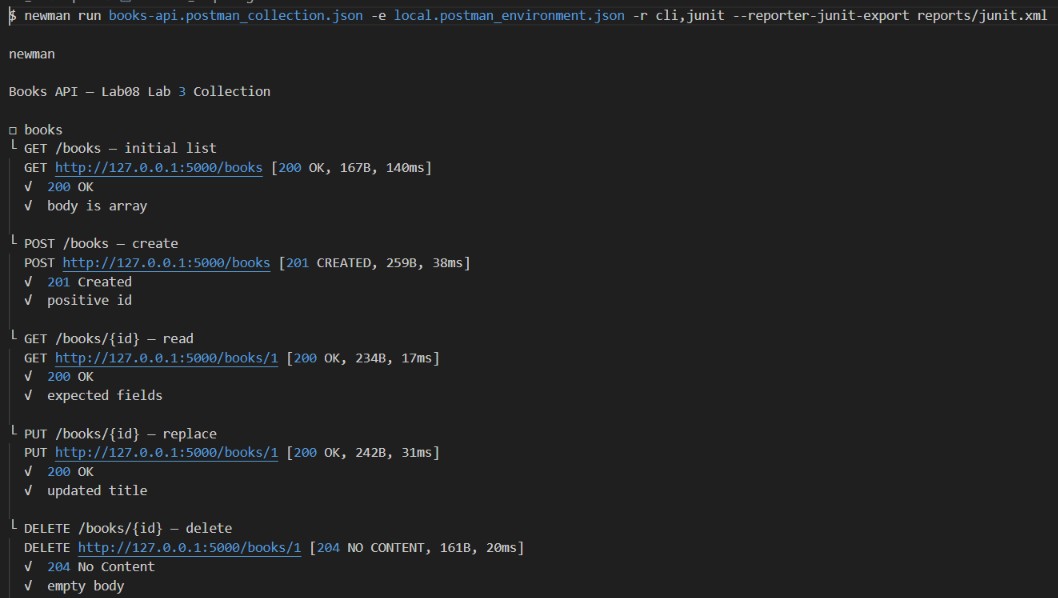 $ newman run books-api.postman_collection.json -e local.postman_environment.json -r cli,junit --reporter-junit-export reports/junit.xml
newman
Books API – Lab08 Lab 3 Collection
□ books
└ GET /books – initial list
GET http://127.0.0.1:5000/books [200 OK, 167B, 140ms]
√ 200 OK
√ body is array
└ POST /books – create
POST http://127.0.0.1:5000/books [201 CREATED, 259B, 38ms]
√ 201 Created
√ positive id
└ GET /books/{id} – read
GET http://127.0.0.1:5000/books/1 [200 OK, 234B, 17ms]
√ 200 OK
√ expected fields
└ PUT /books/{id} – replace
PUT http://127.0.0.1:5000/books/1 [200 OK, 242B, 31ms]
√ 200 OK
√ updated title
└ DELETE /books/{id} – delete
DELETE http://127.0.0.1:5000/books/1 [204 NO CONTENT, 161B, 20ms]
√ 204 No Content
√ empty body